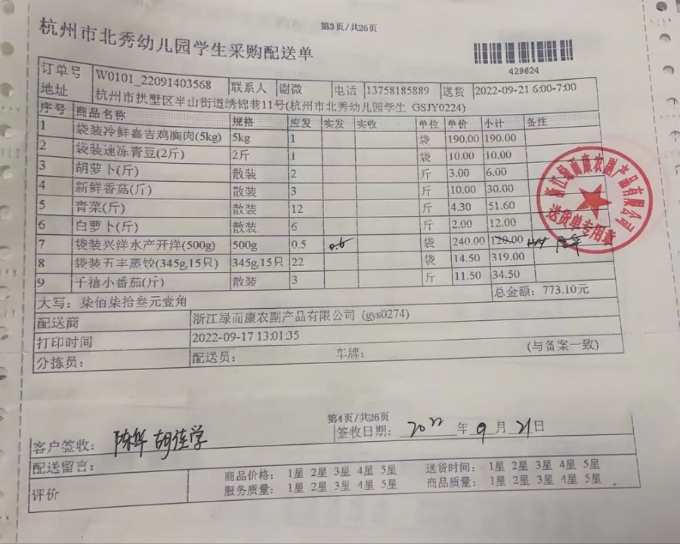 第3页/共26页
杭州市北秀幼儿园学生采购配送单
429624
订单号 W0101_22091403568 联系人 谢微 电话 13758185889 送货 2022-09-21 6:00-7:00
地址 杭州市拱墅区半山街道绣锦巷11号(杭州市北秀幼儿园学生 GSJY0224)
序号 商品名称 规格 应发 实发 实收 单位 单价 小计 备注
1 袋装冷鲜嘉吉鸡胸肉(5kg) 5kg 1 袋 190.00 190.00
2 袋装速冻青豆(2斤) 2斤 1 袋 10.00 10.00
3 胡萝卜(斤) 散装 2 斤 3.00 6.00
4 新鲜香菇(斤) 散装 3 斤 10.00 30.00
5 青菜(斤) 散装 12 斤 4.30 51.60
6 白萝卜(斤) 散装 6 斤 2.00 12.00
7 袋装兴洋水产开洋(500g) 500g 0.5 0.6 袋 240.00 120.00
8 袋装五丰蒸饺(345g,15只) 345g,15只 22 袋 14.50 319.00
9 千禧小番茄(斤) 散装 3 斤 11.50 34.50
浙江绿而康农副产品有限公司
送货单专用章
大写: 柒佰柒拾叁元壹角 总金额: 773.10元
配送商 浙江绿而康农副产品有限公司 (gys0274)
打印时间 2022-09-17 13:01:35
分拣员: 配送员: 车牌: (与备案一致)
第4页/共26页
客户签收: 陈华 胡佳学 签收日期: 2022 年 9 月 21 日
配送留言:
评价 商品价格: 1星 2星 3星 4星 5星 送货时间: 1星 2星 3星 4星 5星
服务质量: 1星 2星 3星 4星 5星 商品质量: 1星 2星 3星 4星 5星